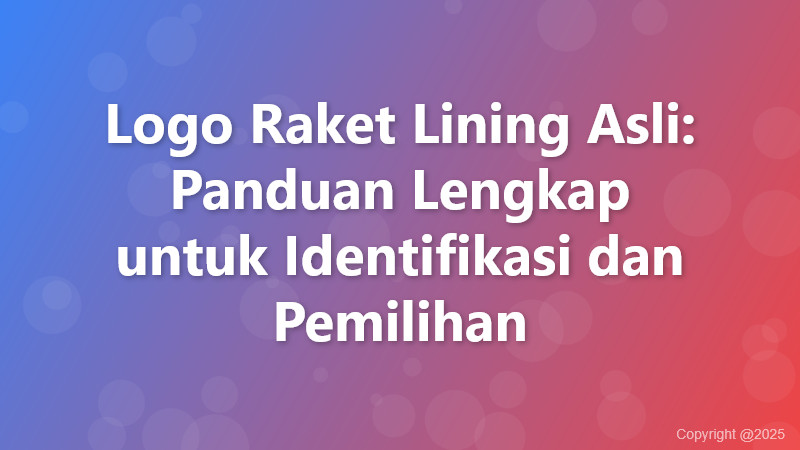 Logo Raket Lining Asli:
Panduan Lengkap
untuk Identifikasi dan
Pemilihan
Copyright @2025